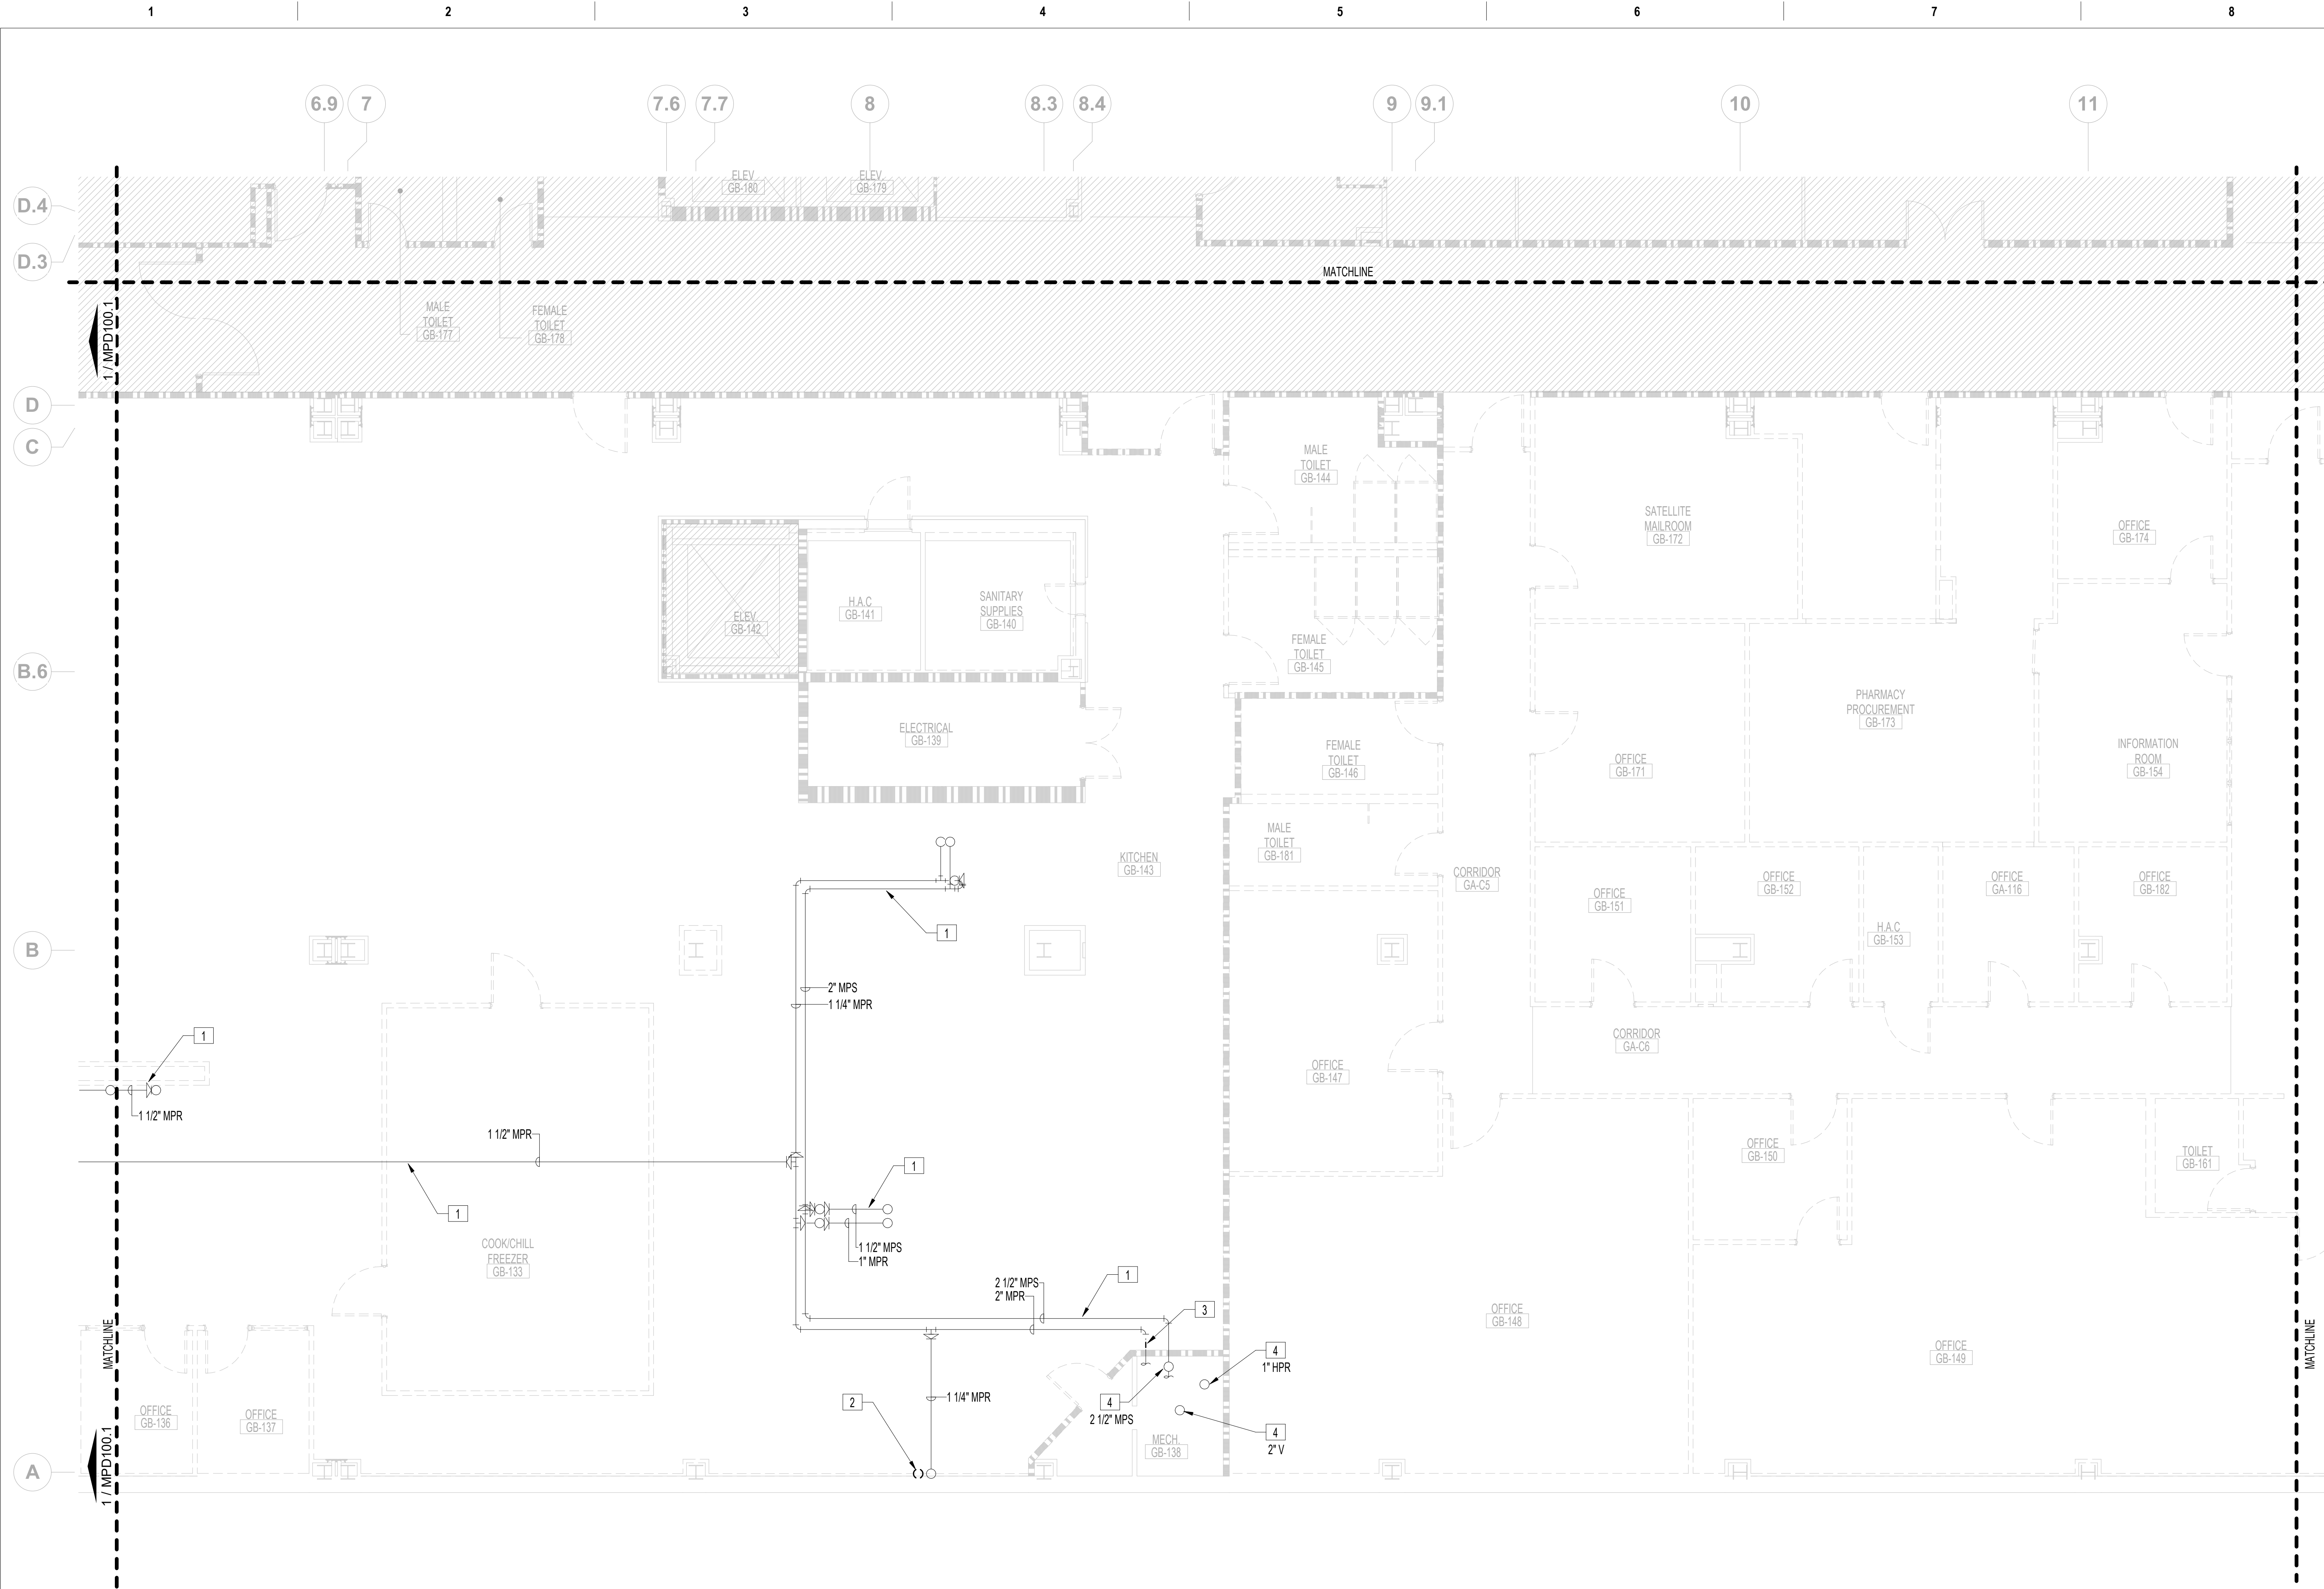 1
2
3
4
5
6
7
8
6.9
7
7.6
7.7
8
8.3
8.4
9
9.1
10
11
D.4
D.3
D
C
B.6
B
A
ELEV.
GB-180
ELEV.
GB-179
MATCHLINE
1 / MPD100.1
MALE
TOILET
GB-177
FEMALE
TOILET
GB-178
MALE
TOILET
GB-144
SATELLITE
MAILROOM
GB-172
OFFICE
GB-174
ELEV.
GB-142
H.A.C
GB-141
SANITARY
SUPPLIES
GB-140
FEMALE
TOILET
GB-145
ELECTRICAL
GB-139
FEMALE
TOILET
GB-146
OFFICE
GB-171
PHARMACY
PROCUREMENT
GB-173
INFORMATION
ROOM
GB-154
MALE
TOILET
GB-181
KITCHEN
GB-143
CORRIDOR
GA-C5
OFFICE
GB-151
OFFICE
GB-152
H.A.C
GB-153
OFFICE
GA-116
OFFICE
GB-182
1
2" MPS
1 1/4" MPR
1
1 1/2" MPR
CORRIDOR
GA-C6
OFFICE
GB-147
1 1/2" MPR
1
1
OFFICE
GB-150
TOILET
GB-161
COOK/CHILL
FREEZER
GB-133
1 1/2" MPS
1" MPR
2 1/2" MPS
2" MPR
1
3
OFFICE
GB-148
OFFICE
GB-149
MATCHLINE
MATCHLINE
4
1" HPR
1 1/4" MPR
2
4
2 1/2" MPS
4
2" V
OFFICE
GB-136
OFFICE
GB-137
MECH.
GB-138
1 / MPD100.1